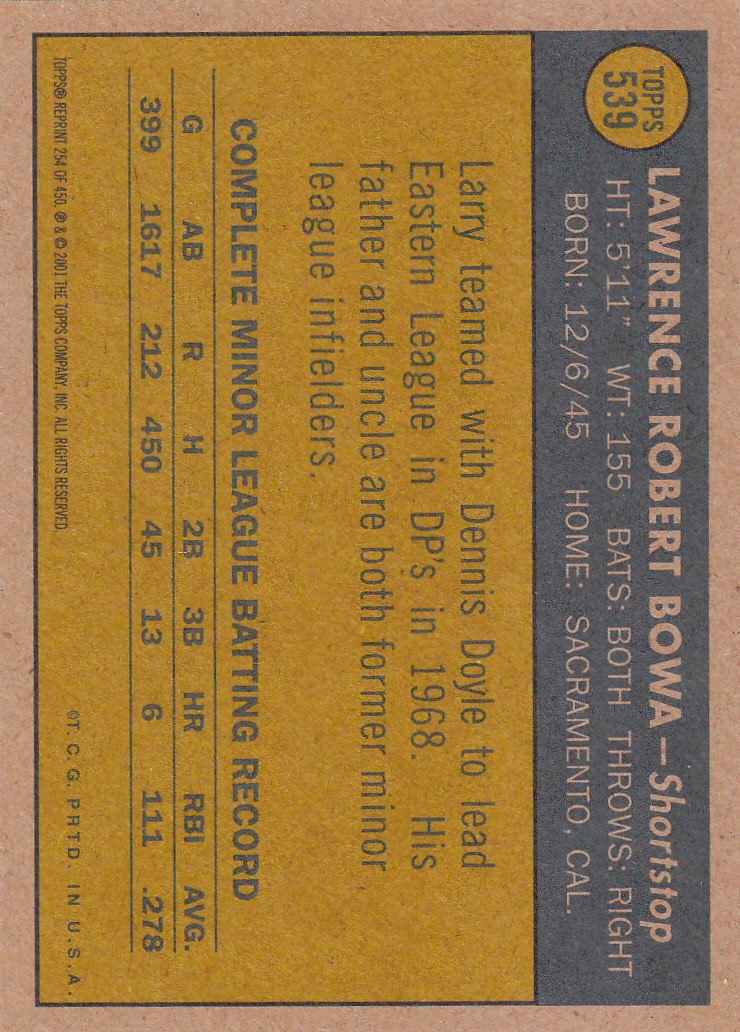 TOPPS
539
LAWRENCE ROBERT BOWA—Shortstop
HT: 5'11" WT: 155 BATS: BOTH THROWS: RIGHT
BORN: 12/6/45 HOME: SACRAMENTO, CAL.
Larry teamed with Dennis Doyle to lead
Eastern League in DP's in 1968. His
father and uncle are both former minor
league infielders.
COMPLETE MINOR LEAGUE BATTING RECORD
G AB R H 2B 3B HR RBI AVG.
399 1617 212 450 45 13 6 111 .278
TOPPS® REPRINT 254 OF 450. ® & © 2001 THE TOPPS COMPANY, INC. ALL RIGHTS RESERVED.
©T. C. G. PRTD. IN U. S. A.